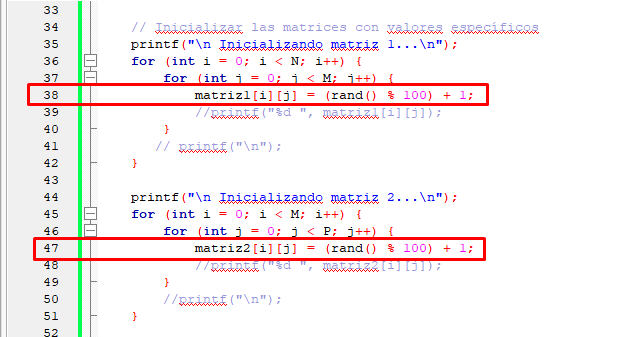 33
34 // Inicializar las matrices con valores específicos
35 printf("\n Inicializando matriz 1...\n");
36 for (int i = 0; i < N; i++) {
37 for (int j = 0; j < M; j++) {
38 matriz1[i][j] = (rand() % 100) + 1;
39 //printf("%d ", matriz1[i][j]);
40 }
41 // printf("\n");
42 }
43
44 printf("\n Inicializando matriz 2...\n");
45 for (int i = 0; i < M; i++) {
46 for (int j = 0; j < P; j++) {
47 matriz2[i][j] = (rand() % 100) + 1;
48 //printf("%d ", matriz2[i][j]);
49 }
50 //printf("\n");
51 }
52